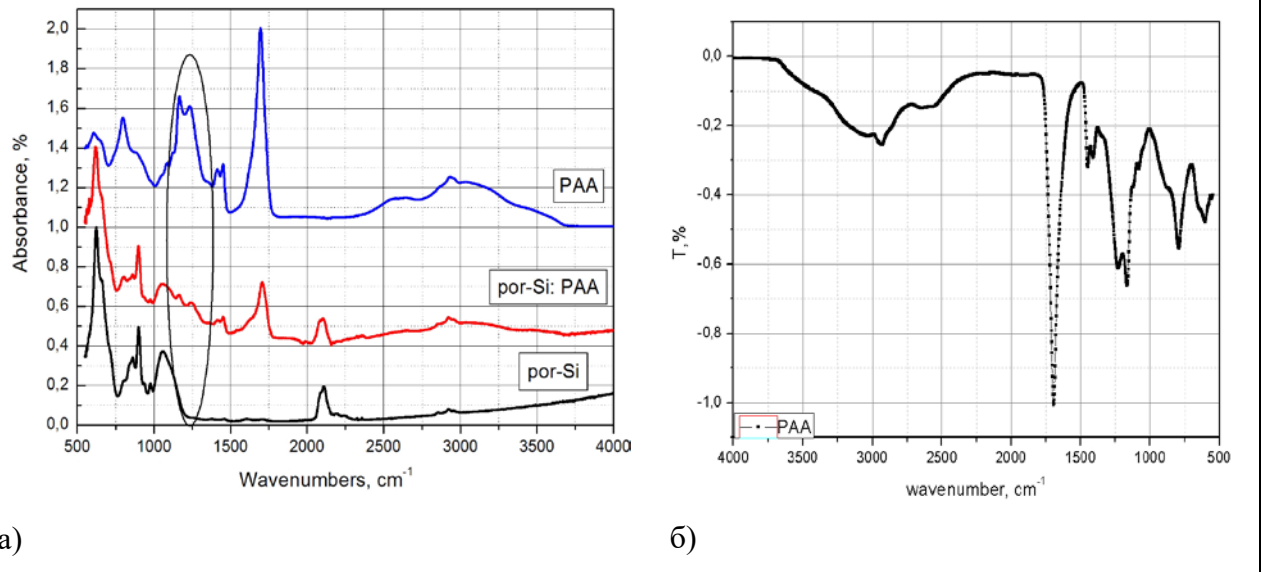 2,0
1,8
1,6
1,4
1,2
1,0
0,8
0,6
0,4
0,2
0,0
Absorbance, %
PAA
por-Si: PAA
por-Si
500 1000 1500 2000 2500 3000 3500 4000
Wavenumbers, cm-1
а)
0,0
-0,2
-0,4
-0,6
-0,8
-1,0
T,%
PAA
4000 3500 3000 2500 2000 1500 1000 500
wavenumber, cm-1
б)